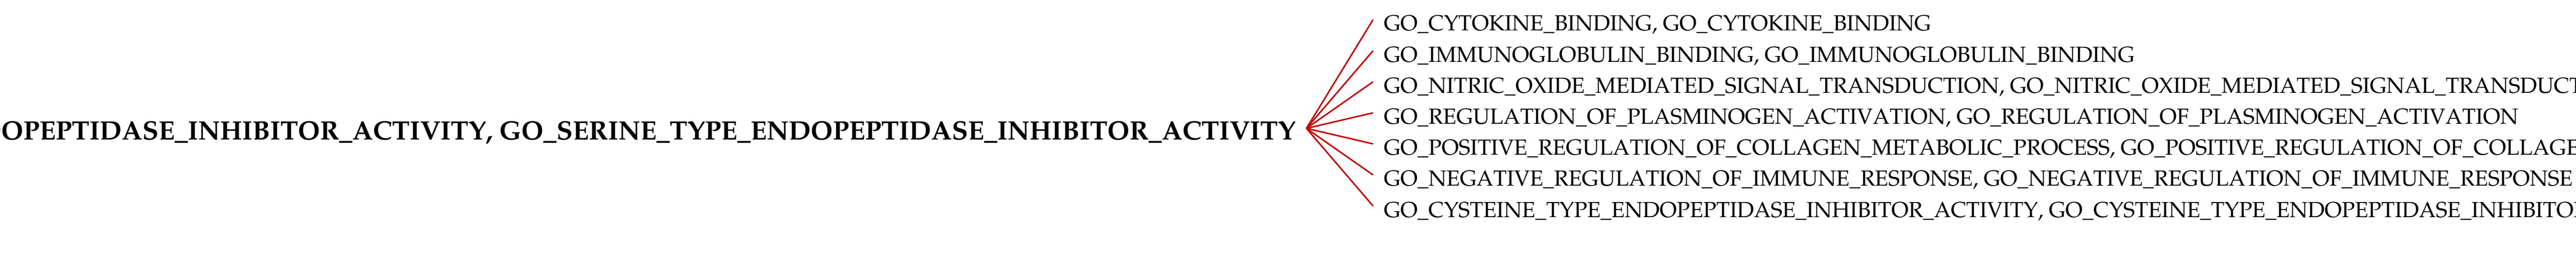 GO_CYTOKINE_BINDING, GO_CYTOKINE_BINDING
GO_IMMUNOGLOBULIN_BINDING, GO_IMMUNOGLOBULIN_BINDING
GO_NITRIC_OXIDE_MEDIATED_SIGNAL_TRANSDUCTION, GO_NITRIC_OXIDE_MEDIATED_SIGNAL_TRANSDUCT
GO_REGULATION_OF_PLASMINOGEN_ACTIVATION, GO_REGULATION_OF_PLASMINOGEN_ACTIVATION
OPEPTIDASE_INHIBITOR_ACTIVITY, GO_SERINE_TYPE_ENDOPEPTIDASE_INHIBITOR_ACTIVITY
GO_POSITIVE_REGULATION_OF_COLLAGEN_METABOLIC_PROCESS, GO_POSITIVE_REGULATION_OF_COLLAGE
GO_NEGATIVE_REGULATION_OF_IMMUNE_RESPONSE, GO_NEGATIVE_REGULATION_OF_IMMUNE_RESPONSE
GO_CYSTEINE_TYPE_ENDOPEPTIDASE_INHIBITOR_ACTIVITY, GO_CYSTEINE_TYPE_ENDOPEPTIDASE_INHIBITO